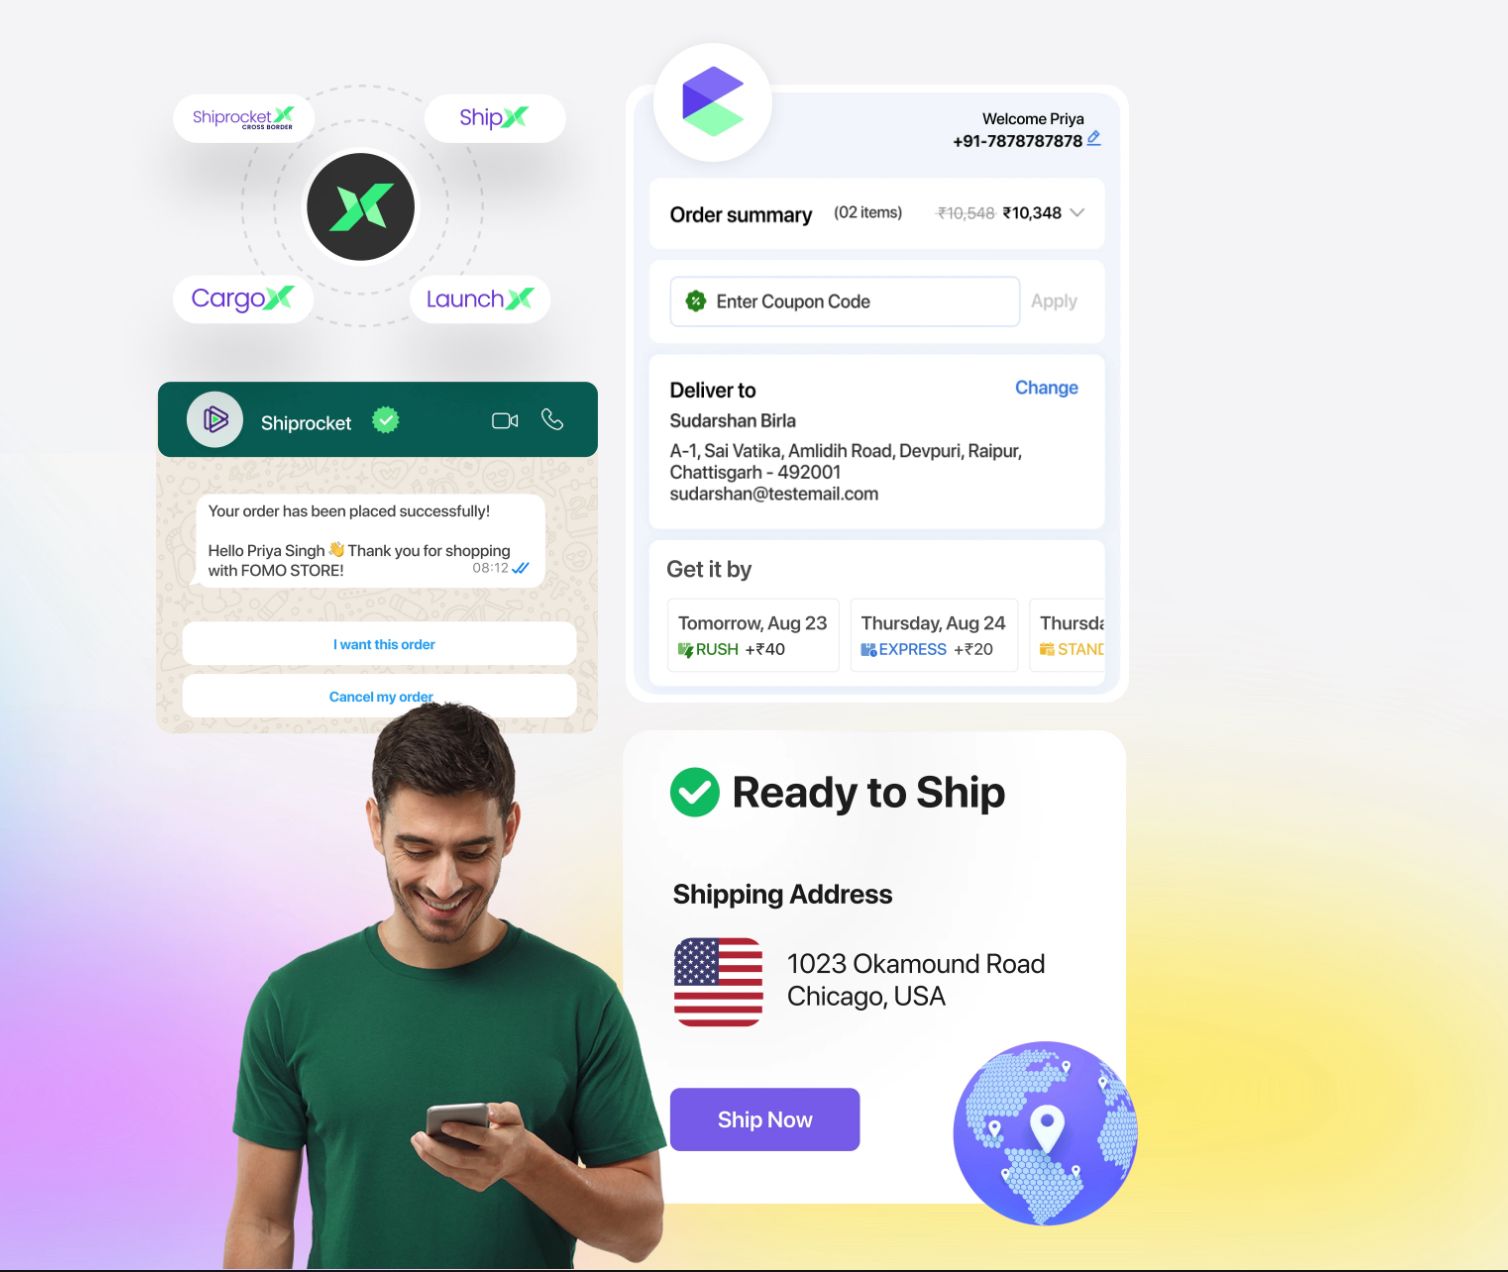 Shiprocket X
CROSS BORDER
ShipX
CargoX
LaunchX
Shiprocket
Your order has been placed successfully!
Hello Priya Singh 👋 Thank you for shopping
with FOMO STORE!
08:12
I want this order
Cancel my order
Welcome Priya
+91-7878787878
Order summary (02 items) ₹10,548 ₹10,348
Enter Coupon Code Apply
Deliver to Change
Sudarshan Birla
A-1, Sai Vatika, Amlidih Road, Devpuri, Raipur,
Chattisgarh - 492001
sudarshan@testemail.com
Get it by
Tomorrow, Aug 23
RUSH +₹40
Thursday, Aug 24
EXPRESS +₹20
Thursda
STAND
Ready to Ship
Shipping Address
1023 Okamound Road
Chicago, USA
Ship Now